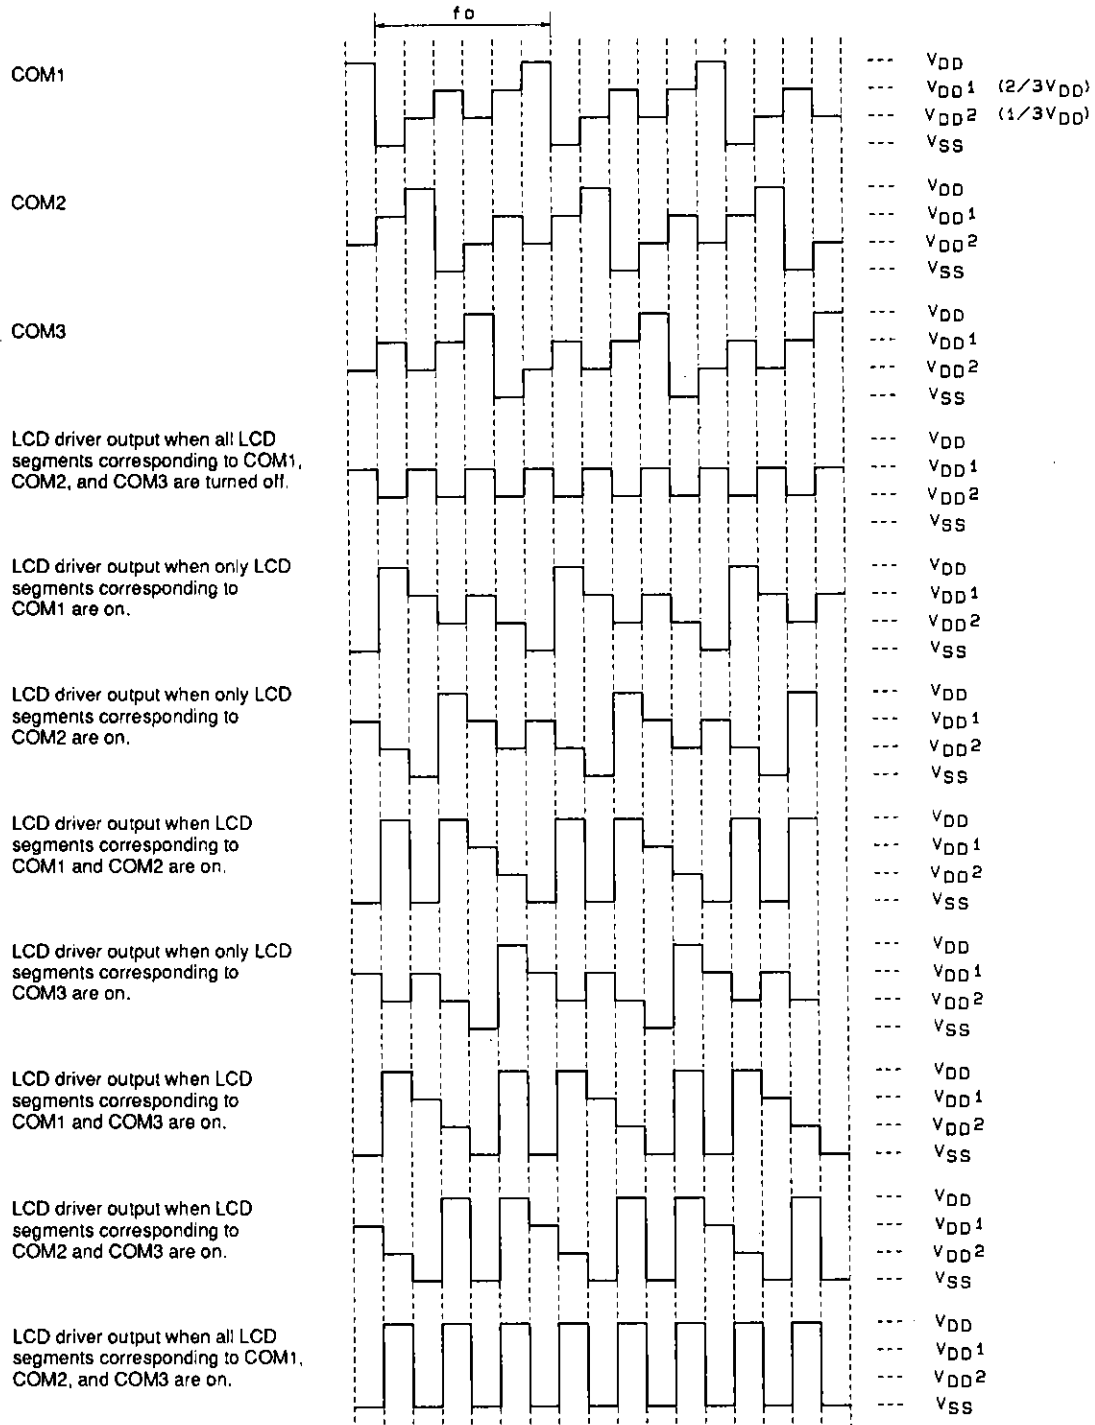 fo
COM1
--- VDD
--- VDD1 (2/3VDD)
--- VDD2 (1/3VDD)
--- VSS
COM2
--- VDD
--- VDD1
--- VDD2
--- VSS
COM3
--- VDD
--- VDD1
--- VDD2
--- VSS
LCD driver output when all LCD
segments corresponding to COM1,
COM2, and COM3 are turned off.
--- VDD
--- VDD1
--- VDD2
--- VSS
LCD driver output when only LCD
segments corresponding to
COM1 are on.
--- VDD
--- VDD1
--- VDD2
--- VSS
LCD driver output when only LCD
segments corresponding to
COM2 are on.
--- VDD
--- VDD1
--- VDD2
--- VSS
LCD driver output when LCD
segments corresponding to
COM1 and COM2 are on.
--- VDD
--- VDD1
--- VDD2
--- VSS
LCD driver output when only LCD
segments corresponding to
COM3 are on.
--- VDD
--- VDD1
--- VDD2
--- VSS
LCD driver output when LCD
segments corresponding to
COM1 and COM3 are on.
--- VDD
--- VDD1
--- VDD2
--- VSS
LCD driver output when LCD
segments corresponding to
COM2 and COM3 are on.
--- VDD
--- VDD1
--- VDD2
--- VSS
LCD driver output when all LCD
segments corresponding to COM1,
COM2, and COM3 are on.
--- VDD
--- VDD1
--- VDD2
--- VSS